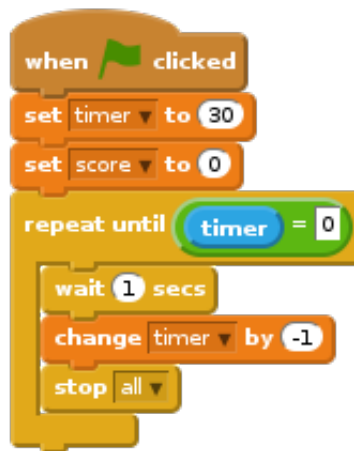 when clicked
set timer to 30
set score to 0
repeat until timer = 0
wait 1 secs
change timer by -1
stop all